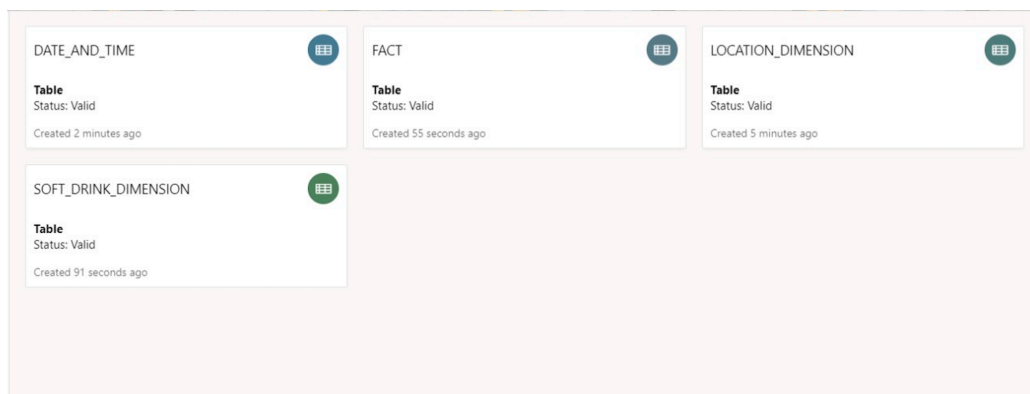 DATE_AND_TIME
Table
Status: Valid
Created 2 minutes ago
FACT
Table
Status: Valid
Created 55 seconds ago
LOCATION_DIMENSION
Table
Status: Valid
Created 5 minutes ago
SOFT_DRINK_DIMENSION
Table
Status: Valid
Created 91 seconds ago